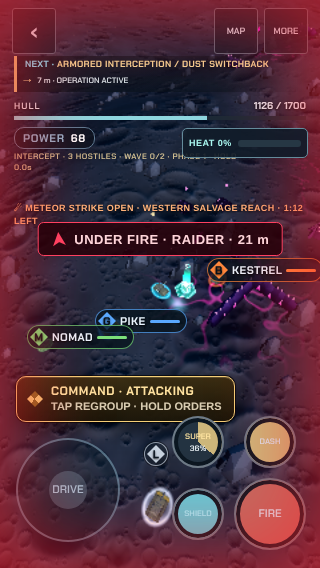 ‹
MAP
MORE
NEXT · ARMORED INTERCEPTION / DUST SWITCHBACK
→ 7 m · OPERATION ACTIVE
HULL
1126 / 1700
POWER 68
HEAT 0%
INTERCEPT · 3 HOSTILES · WAVE 0/2 ·
0.0s
METEOR STRIKE OPEN · WESTERN SALVAGE REACH · 1:12
LEFT
UNDER FIRE · RAIDER · 21 m
B KESTREL
G PIKE
M NOMAD
COMMAND · ATTACKING
TAP REGROUP · HOLD ORDERS
SUPER
36%
DASH
L
DRIVE
SHIELD
FIRE